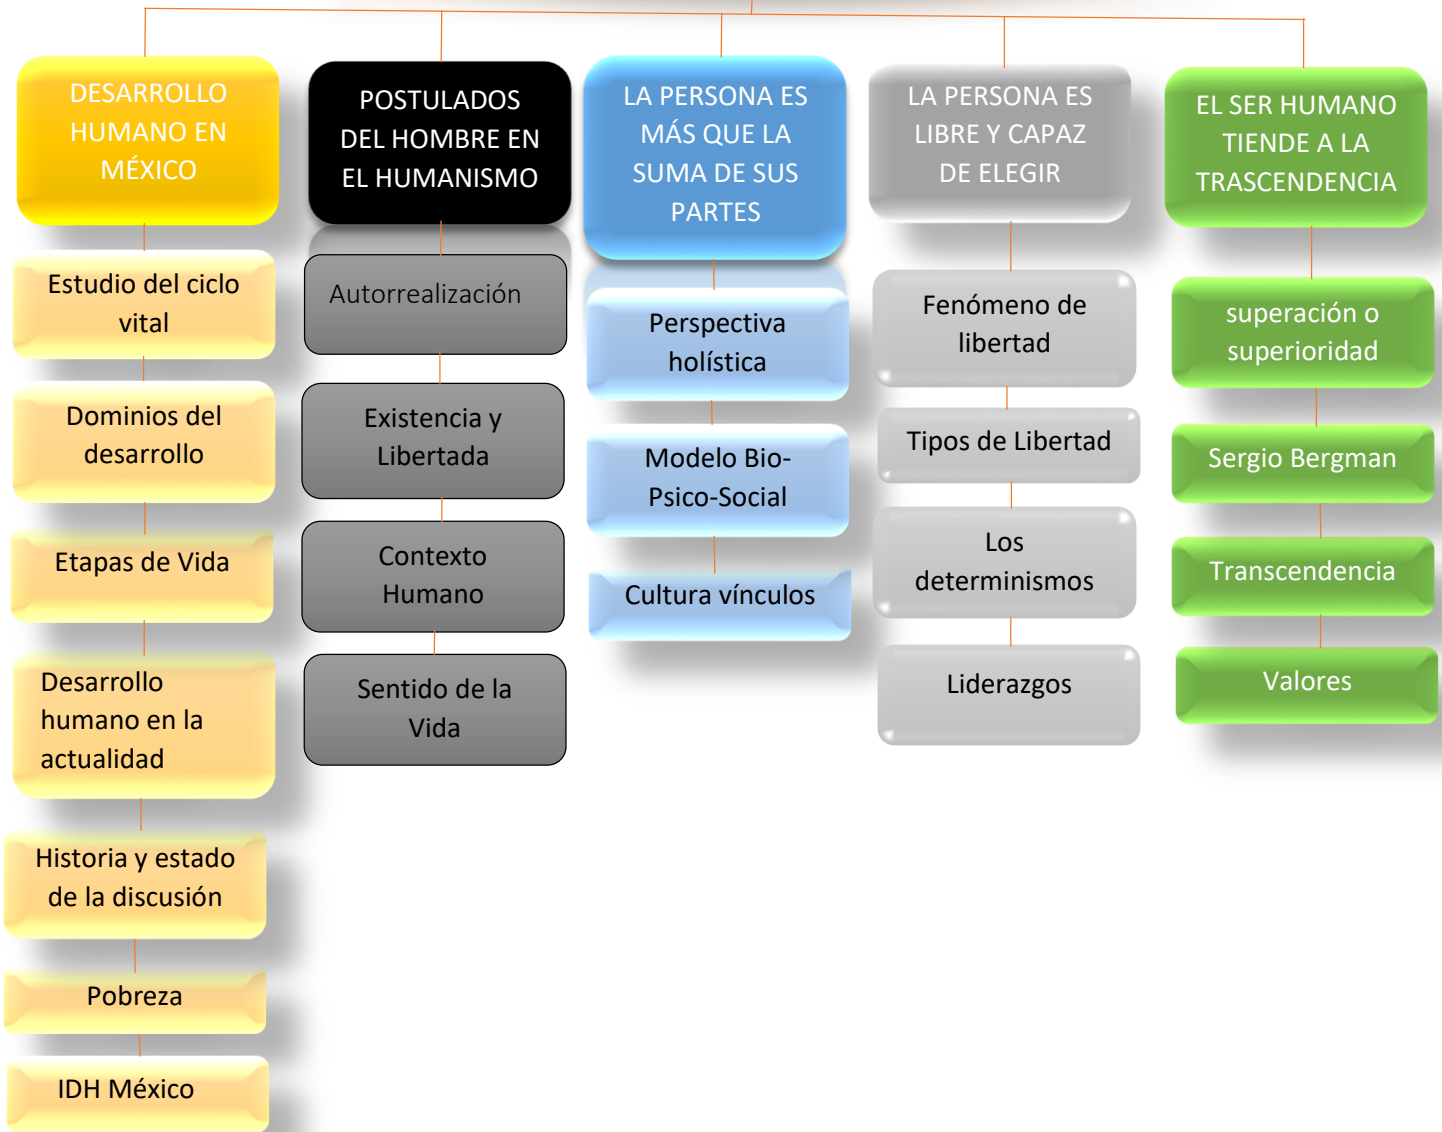 DESARROLLO
HUMANO EN
MÉXICO
Estudio del ciclo
vital
Dominios del
desarrollo
Etapas de Vida
Desarrollo
humano en la
actualidad
Historia y estado
de la discusión
Pobreza
IDH México
POSTULADOS
DEL HOMBRE EN
EL HUMANISMO
Autorrealización
Existencia y
Libertada
Contexto
Humano
Sentido de la
Vida
LA PERSONA ES
MÁS QUE LA
SUMA DE SUS
PARTES
Perspectiva
holística
Modelo Bio-
Psico-Social
Cultura vínculos
LA PERSONA ES
LIBRE Y CAPAZ
DE ELEGIR
Fenómeno de
libertad
Tipos de Libertad
Los
determinismos
Liderazgos
EL SER HUMANO
TIENDE A LA
TRASCENDENCIA
superación o
superioridad
Sergio Bergman
Transcendencia
Valores